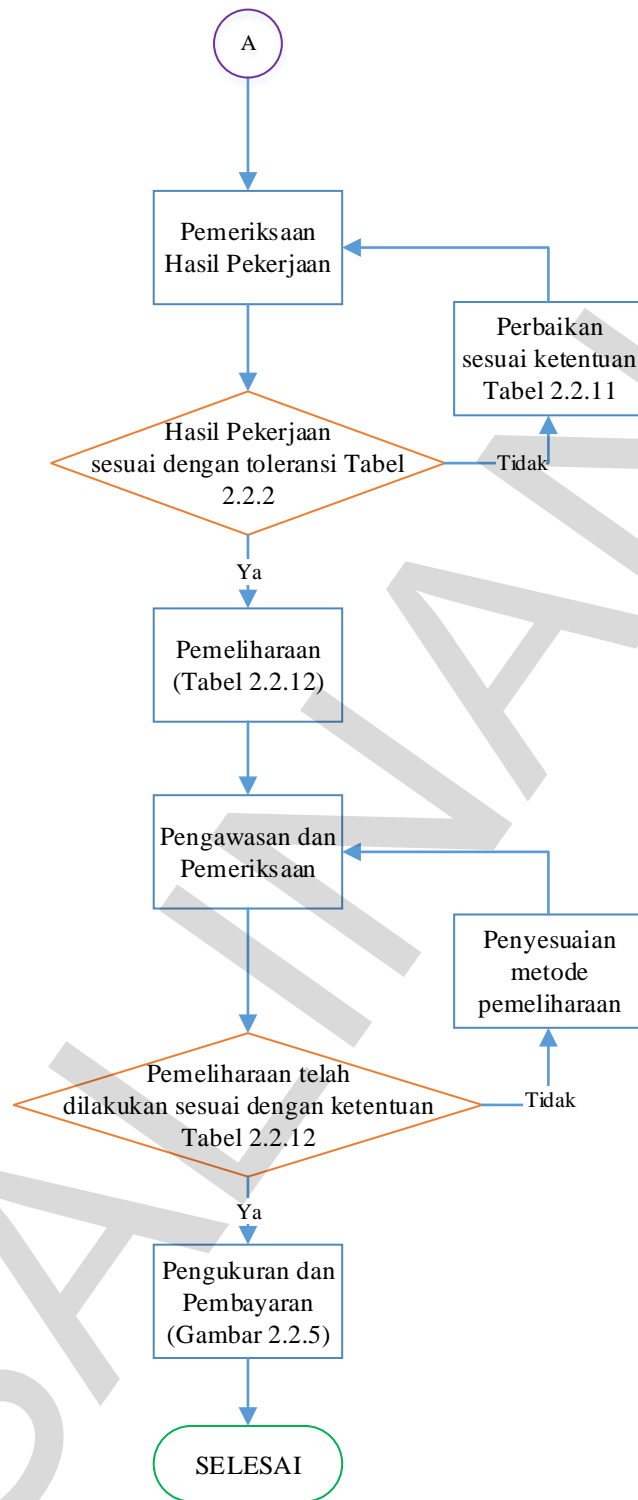 A
Pemeriksaan
Hasil Pekerjaan
Perbaikan
sesuai ketentuan
Tabel 2.2.11
Hasil Pekerjaan
sesuai dengan toleransi Tabel
2.2.2
Tidak
Ya
Pemeliharaan
(Tabel 2.2.12)
Pengawasan dan
Pemeriksaan
Penyesuaian
metode
pemeliharaan
Pemeliharaan telah
dilakukan sesuai dengan ketentuan
Tabel 2.2.12
Tidak
Ya
Pengukuran dan
Pembayaran
(Gambar 2.2.5)
SELESAI
SALINAN